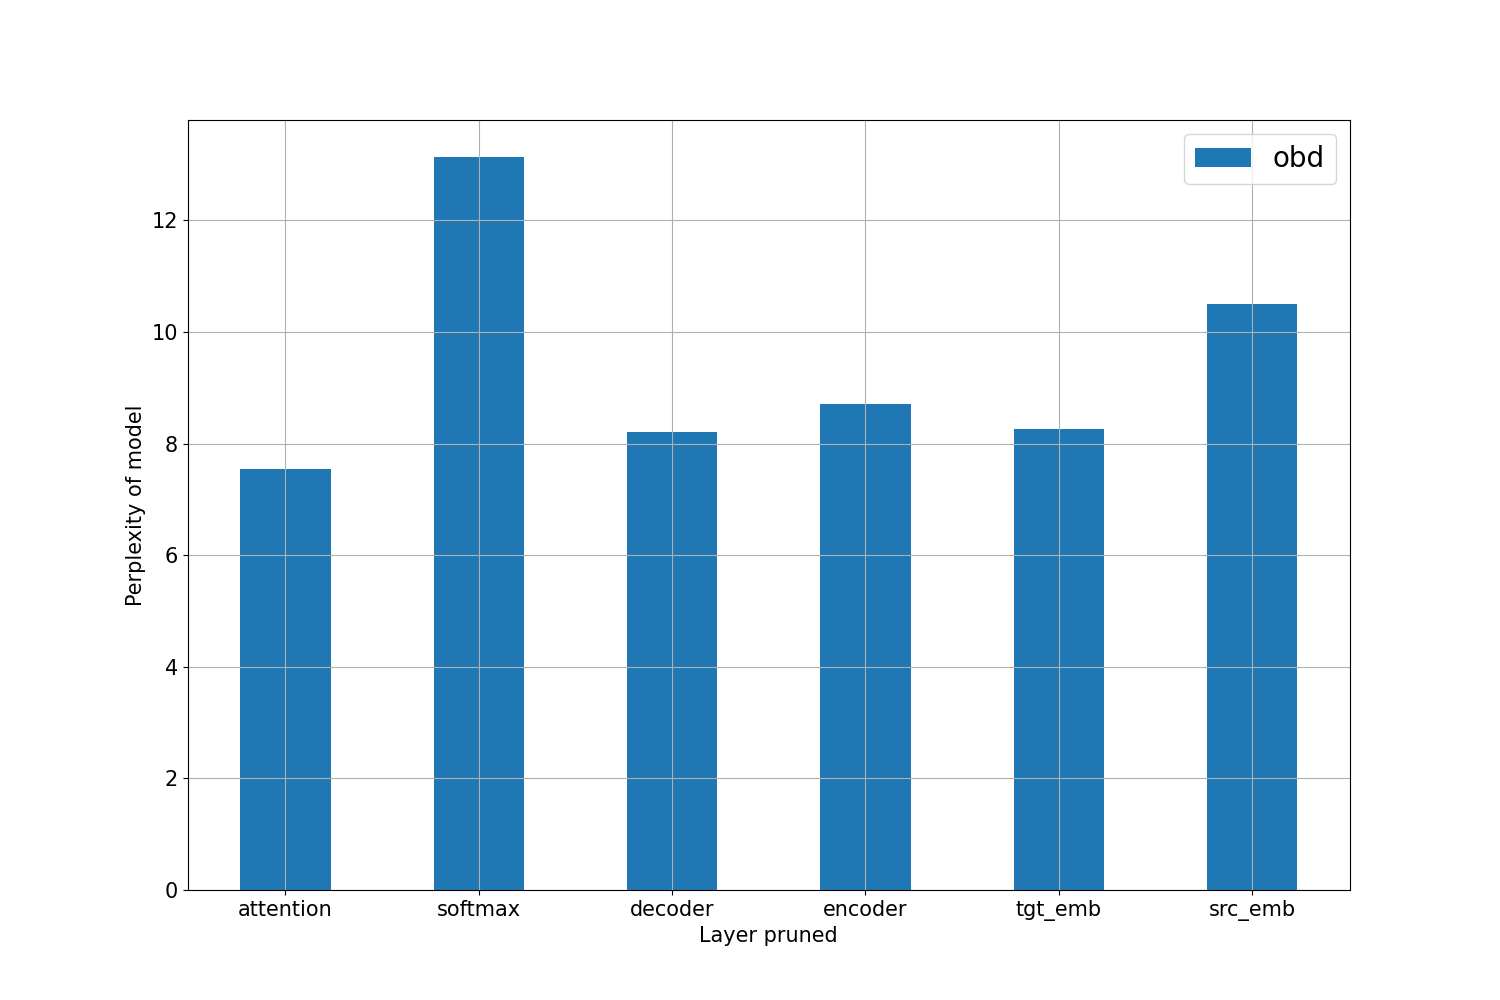 obd
12
10
8
6
4
2
0
Perplexity of model
attention softmax decoder encoder tgt_emb src_emb
Layer pruned